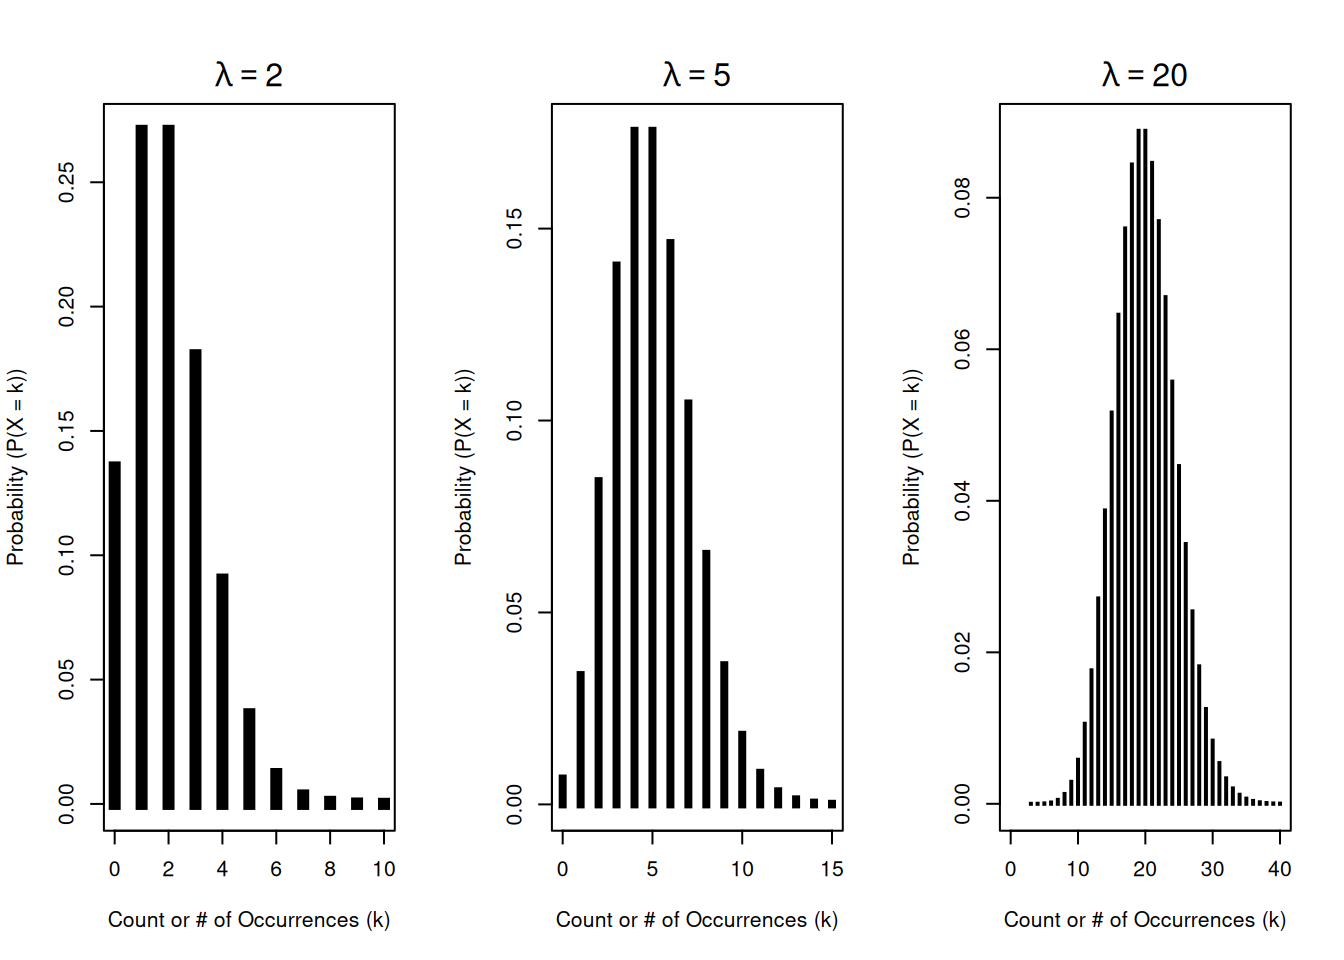 λ = 2
Probability (P(X = k))
0.25
0.20
0.15
0.10
0.05
0.00
0 2 4 6 8 10
Count or # of Occurrences (k)
λ = 5
Probability (P(X = k))
0.15
0.10
0.05
0.00
0 5 10 15
Count or # of Occurrences (k)
λ = 20
Probability (P(X = k))
0.08
0.06
0.04
0.02
0.00
0 10 20 30 40
Count or # of Occurrences (k)